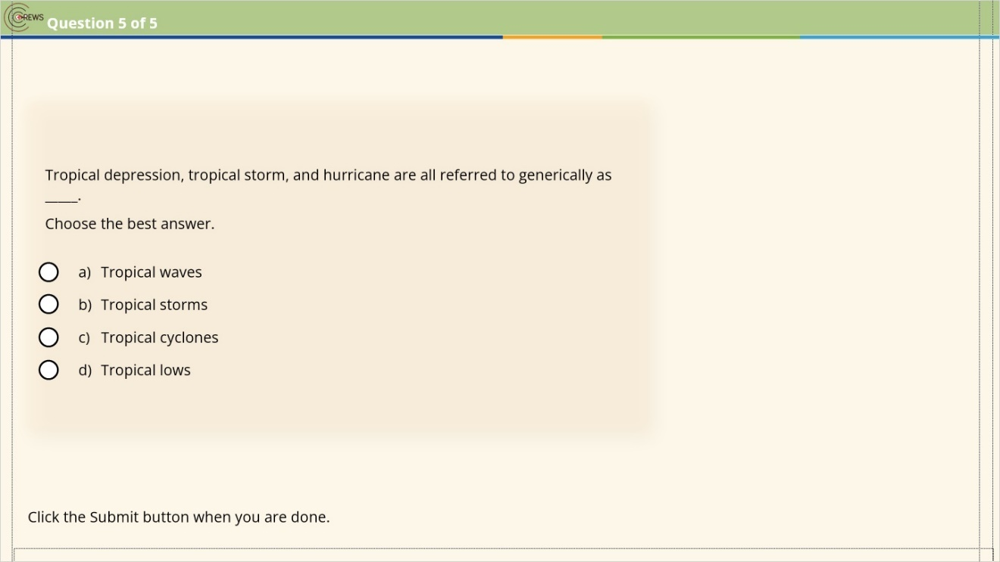 CREWS
Question 5 of 5
Tropical depression, tropical storm, and hurricane are all referred to generically as
_____.
Choose the best answer.
a) Tropical waves
b) Tropical storms
c) Tropical cyclones
d) Tropical lows
Click the Submit button when you are done.